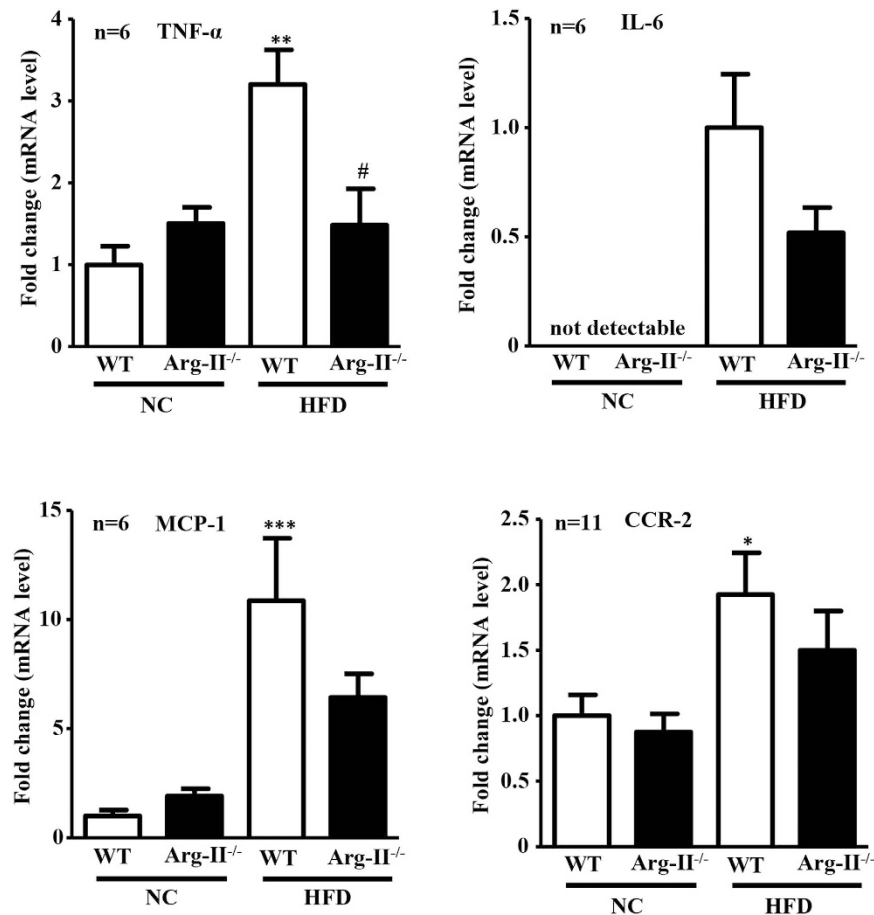 n=6 TNF-α
Fold change (mRNA level)
4
3
2
1
0
**
#
WT Arg-II-/- WT Arg-II-/-
NC HFD
n=6 IL-6
Fold change (mRNA level)
1.5
1.0
0.5
0
not detectable
WT Arg-II-/- WT Arg-II-/-
NC HFD
n=6 MCP-1
Fold change (mRNA level)
15
10
5
0
***
WT Arg-II-/- WT Arg-II-/-
NC HFD
n=11 CCR-2
Fold change (mRNA level)
2.5
2.0
1.5
1.0
0.5
0
*
WT Arg-II-/- WT Arg-II-/-
NC HFD